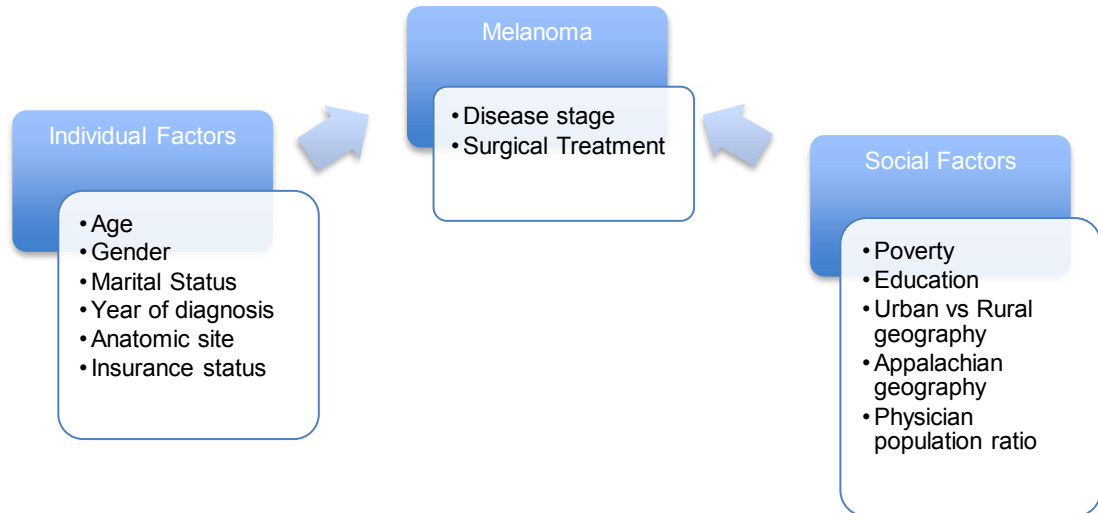 Melanoma
• Disease stage
• Surgical Treatment
Individual Factors
• Age
• Gender
• Marital Status
• Year of diagnosis
• Anatomic site
• Insurance status
Social Factors
• Poverty
• Education
• Urban vs Rural
geography
• Appalachian
geography
• Physician
population ratio